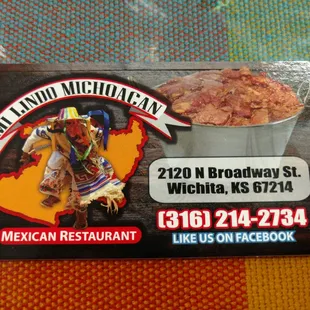 MI LINDO MICHOACAN
2120 N Broadway St.
Wichita, KS 67214
(316) 214-2734
MEXICAN RESTAURANT
LIKE US ON FACEBOOK